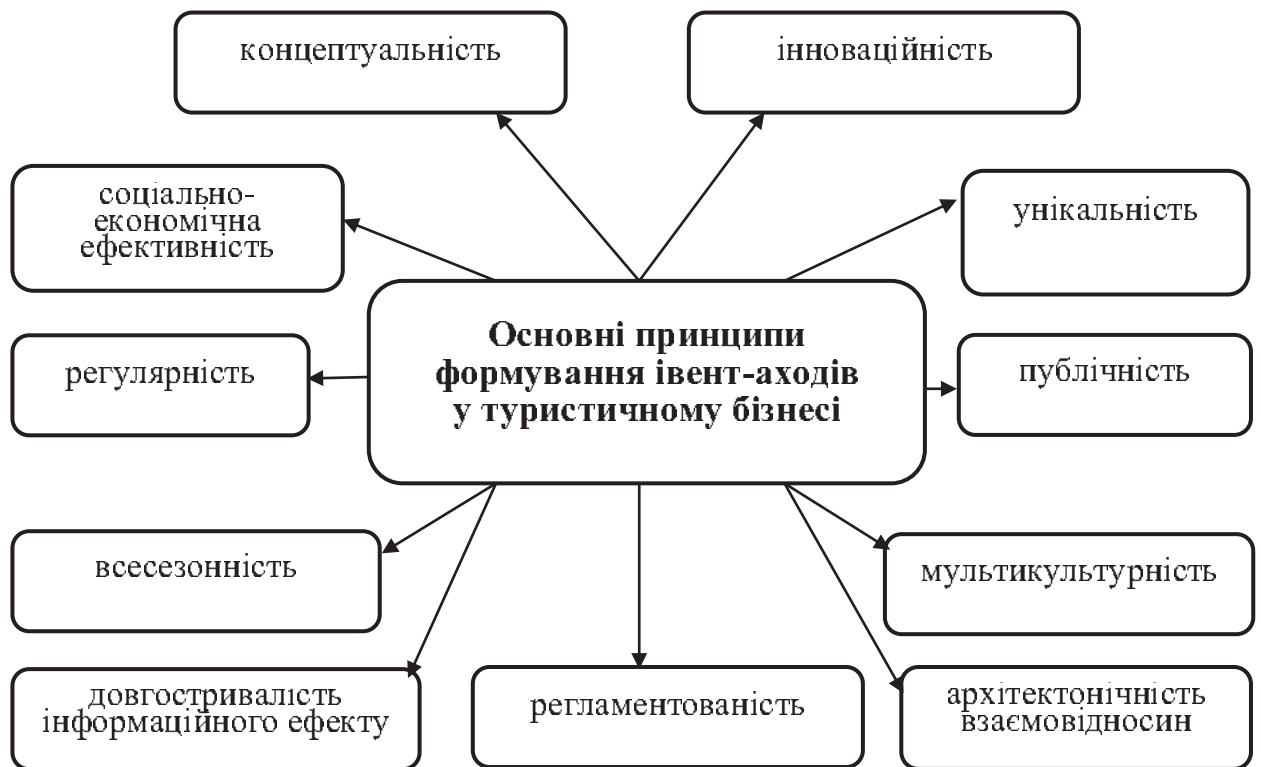 концептуальність
інноваційність
соціально-
економічна
ефективність
унікальність
Основні принципи
формування івент-аходів
у туристичному бізнесі
регулярність
публічність
всесезонність
мультикультурність
довгостривалість
інформаційного ефекту
регламентованість
архітектонічність
взаємовідносин